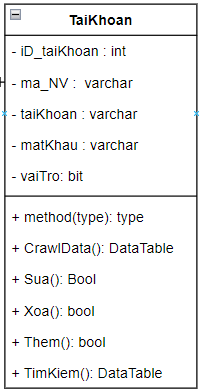 TaiKhoan
- iD_taiKhoan : int
- ma_NV :  varchar
- taiKhoan : varchar
- matKhau : varchar
- vaiTro: bit
+ method(type): type
+ CrawlData(): DataTable
+ Sua(): Bool
+ Xoa(): bool
+ Them(): bool
+ TimKiem(): DataTable